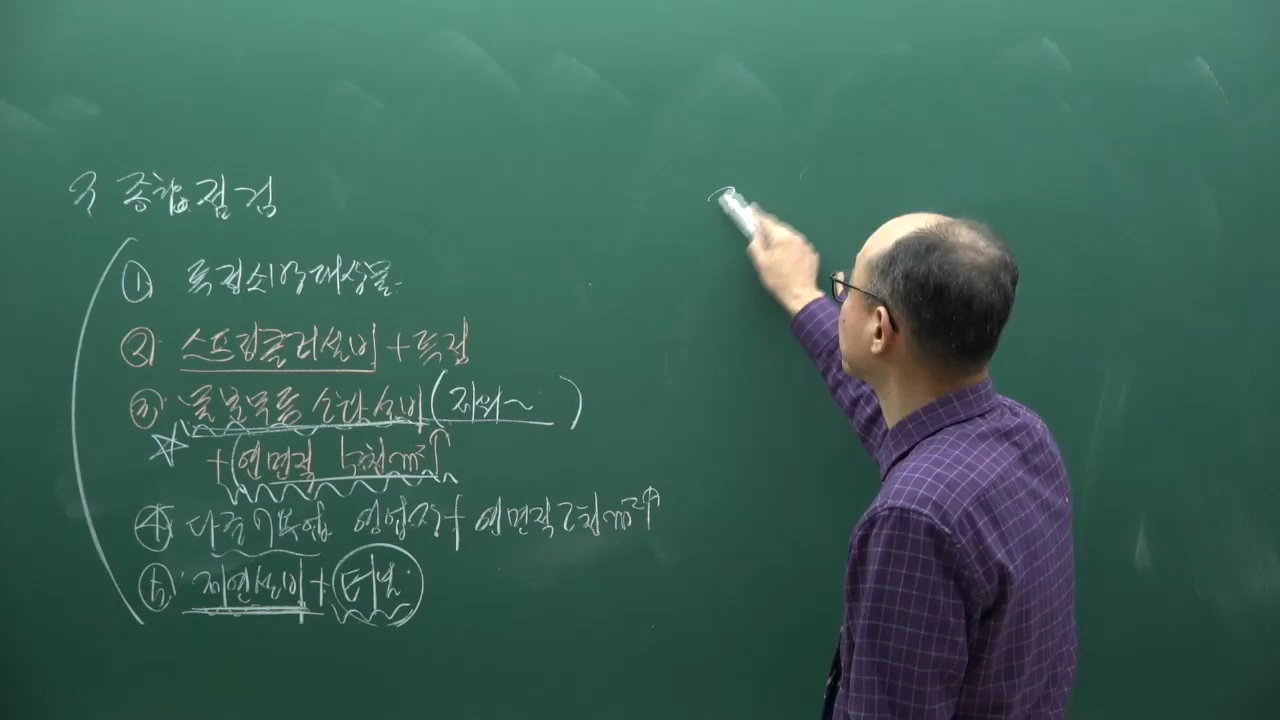 3 종합점검
① 특정소방대상물
② 스프링클러설비 + 특정
③ 물분무등 소화설비 (제외~ )
☆ + (연면적 5천m²↑
④ 다중이용업 영업장 + 연면적 2천m²↑
⑤ 제연설비 + 터널